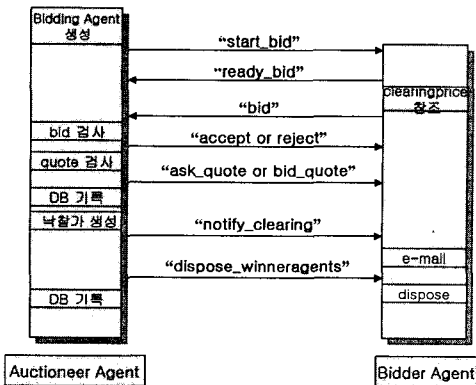 Bidding Agent
생성
“start_bid”
“ready_bid”
clearingprice
참조
“bid”
bid 검사
“accept or reject”
quote 검사
“ask_quote or bid_quote”
DB 기록
낙찰가 생성
“notify_clearing”
e-mail
“dispose_winneragents”
DB 기록
dispose
Auctioneer Agent
Bidder Agent